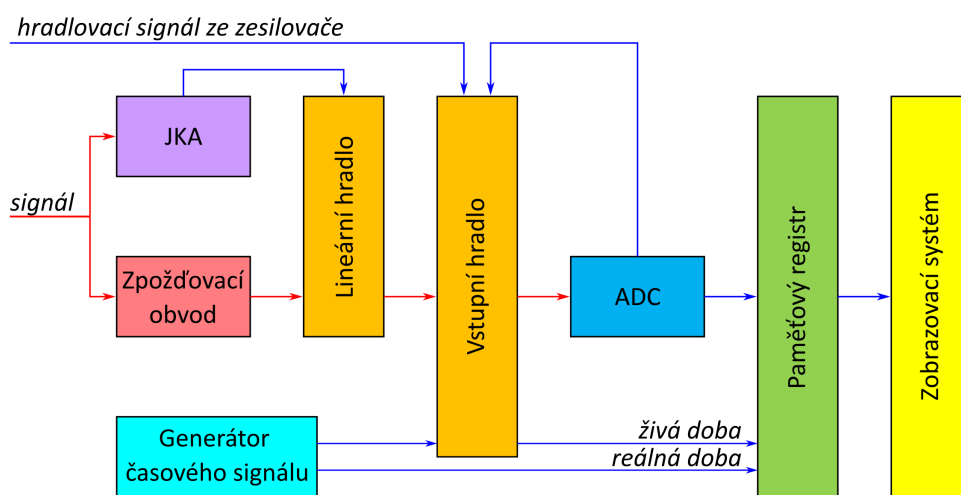 hradlovací signál ze zesilovače
JKA
signál
Zpožďovací
obvod
Lineární hradlo
Vstupní hradlo
ADC
Paměťový registr
Zobrazovací systém
Generátor
časového signálu
živá doba
reálná doba